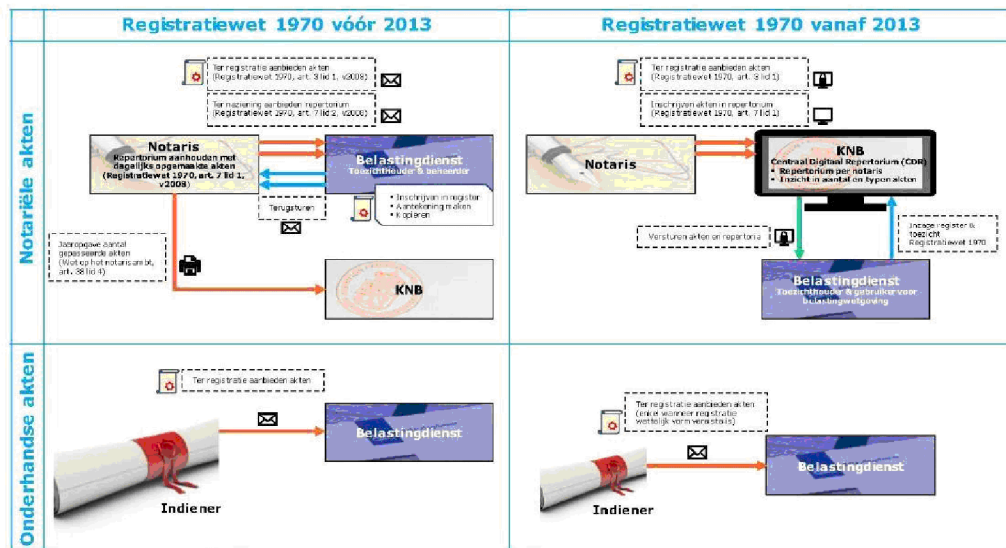 Registratiewet 1970 vóór 2013
Registratiewet 1970 vanaf 2013
Notariële akten
Ter registratie aanbieden akten
(Registratiewet 1970, art. 3 lid 1, v2008)
Ter naziening aanbieden repertorium
(Registratiewet 1970, art. 7 lid 2, v2008)
Notaris
Repertorium aanhouden met
dagelijks opgemaakte akten
(Registratiewet 1970, art. 7 lid 1,
v2008)
Belastingdienst
Toezichthouder & beheerder
Inschrijven in register
Aantekening maken
Kopiëren
Terugsturen
Jaaropgave aantal
gepasseerde akten
(Wet op het notarisambt,
art. 38 lid 4)
KNB
Ter registratie aanbieden akten
(Registratiewet 1970, art. 3 lid 1)
Inschrijven akten in repertorium
(Registratiewet 1970, art. 7 lid 1)
Notaris
KNB
Centraal Digitaal Repertorium (CDR)
Repertorium per notaris
Inzicht in aantal en typen akten
Versturen akten en repertoria
Inzage register &
toezicht
Registratiewet 1970
Belastingdienst
Toezichthouder & gebruiker voor
belastingwetgeving
Onderhandse akten
Ter registratie aanbieden akten
Belastingdienst
Indiener
Ter registratie aanbieden akten
(enkel wanneer registratie
wettelijk vormvereiste is)
Belastingdienst
Indiener